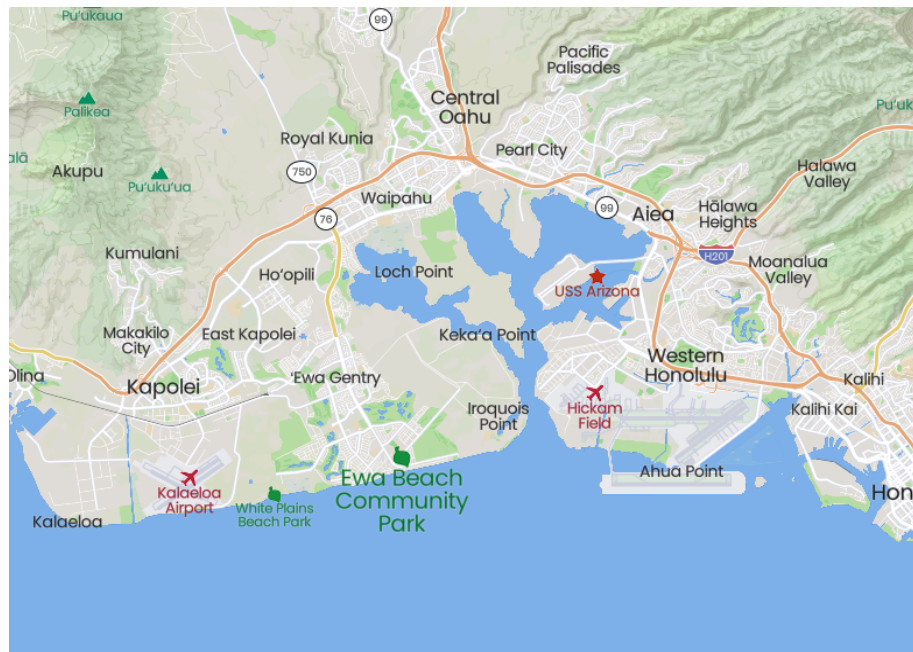 Pu'ukaua
99
Pacific
Palisades
Palikea
Central
Oahu
Pu'u
Royal Kunia
Pearl City
alā
Akupu
Pu'uku'ua
750
Halawa
Valley
Waipahu
76
99
Aiea
Hālawa
Heights
Kumulani
H201
Moanalua
Valley
Ho'opili
Loch Point
USS Arizona
Makakilo
City
East Kapolei
Keka'a Point
Western
Honolulu
Olina
Kapolei
'Ewa Gentry
Kalihi
Iroquois
Point
Hickam
Field
Kalihi Kai
Ewa Beach
Community
Park
Ahua Point
Kalaeloa
Airport
White Plains
Beach Park
Hon
Kalaeloa